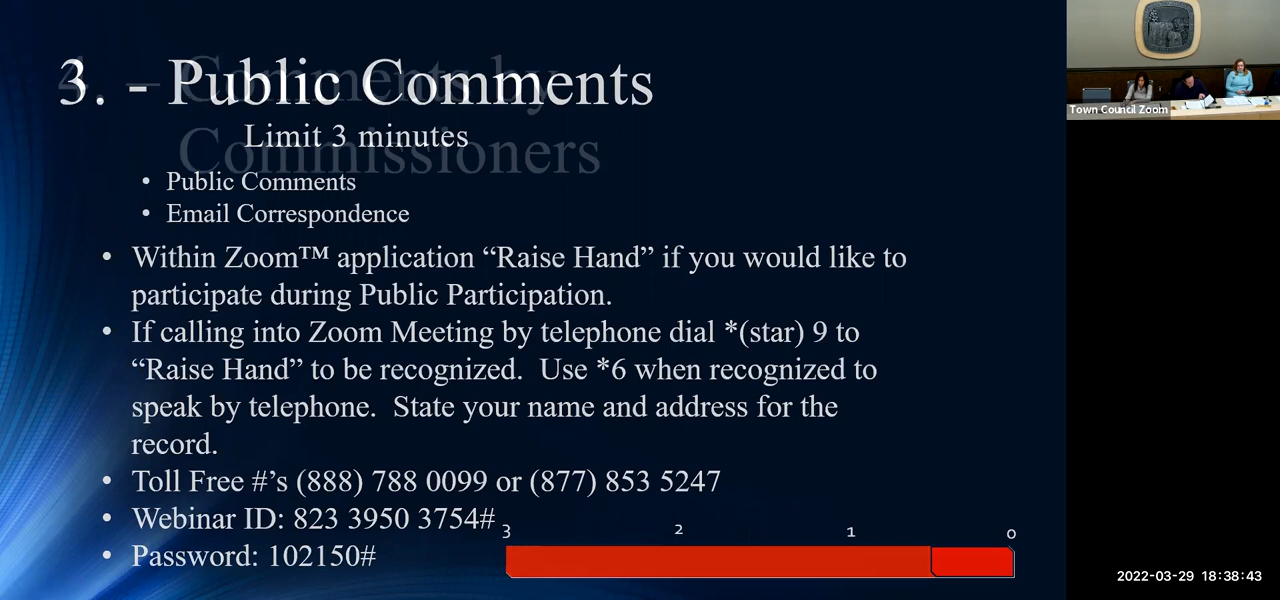 3. - Public Comments
4. – Comments by
Commissioners
Limit 3 minutes
• Public Comments
• Email Correspondence
• Within Zoom™ application “Raise Hand” if you would like to
participate during Public Participation.
• If calling into Zoom Meeting by telephone dial *(star) 9 to
“Raise Hand” to be recognized. Use *6 when recognized to
speak by telephone. State your name and address for the
record.
• Toll Free #’s (888) 788 0099 or (877) 853 5247
• Webinar ID: 823 3950 3754#
• Password: 102150#
3 2 1 0
Town Council Zoom
2022-03-29 18:38:43